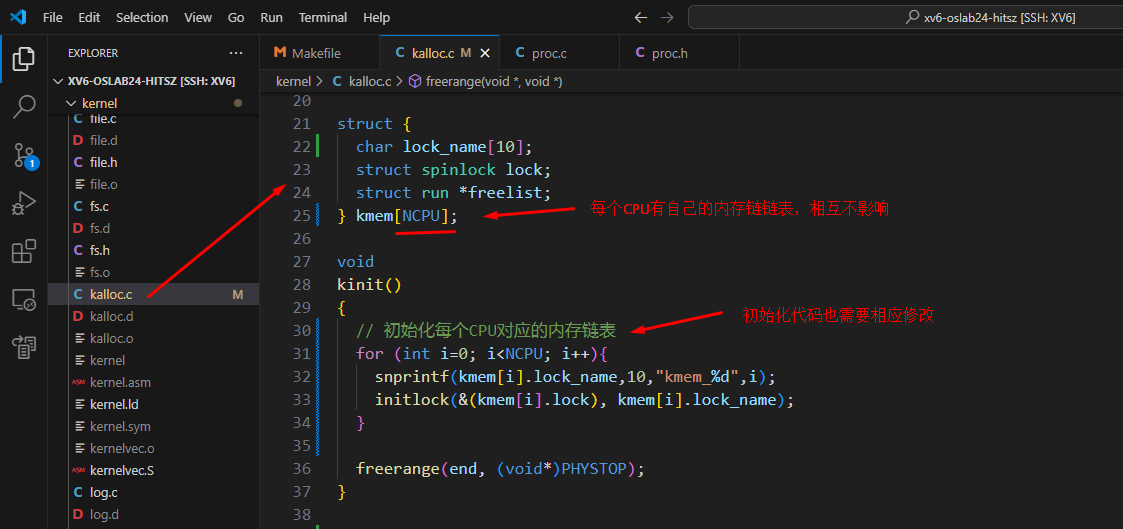 File Edit Selection View Go Run Terminal Help
xv6-oslab24-hitsz [SSH: XV6]
EXPLORER
XV6-OSLAB24-HITSZ [SSH: XV6]
kernel
C file.c
D file.d
C file.h
file.o
C fs.c
D fs.d
C fs.h
fs.o
C kalloc.c M
D kalloc.d
kalloc.o
kernel
ASM kernel.asm
kernel.ld
kernel.sym
kernelvec.o
ASM kernelvec.S
C log.c
D log.d
1
M Makefile
C kalloc.c M
C proc.c
C proc.h
kernel > C kalloc.c > freerange(void *, void *)
20
21 struct {
22 char lock_name[10];
23 struct spinlock lock;
24 struct run *freelist;
25 } kmem[NCPU];
每个CPU有自己的内存链链表，相互不影响
26
27 void
28 kinit()
29 {
初始化代码也需要相应修改
30 // 初始化每个CPU对应的内存链表
31 for (int i=0; i<NCPU; i++){
32 snprintf(kmem[i].lock_name,10,"kmem_%d",i);
33 initlock(&(kmem[i].lock), kmem[i].lock_name);
34 }
35
36 freerange(end, (void*)PHYSTOP);
37 }
38